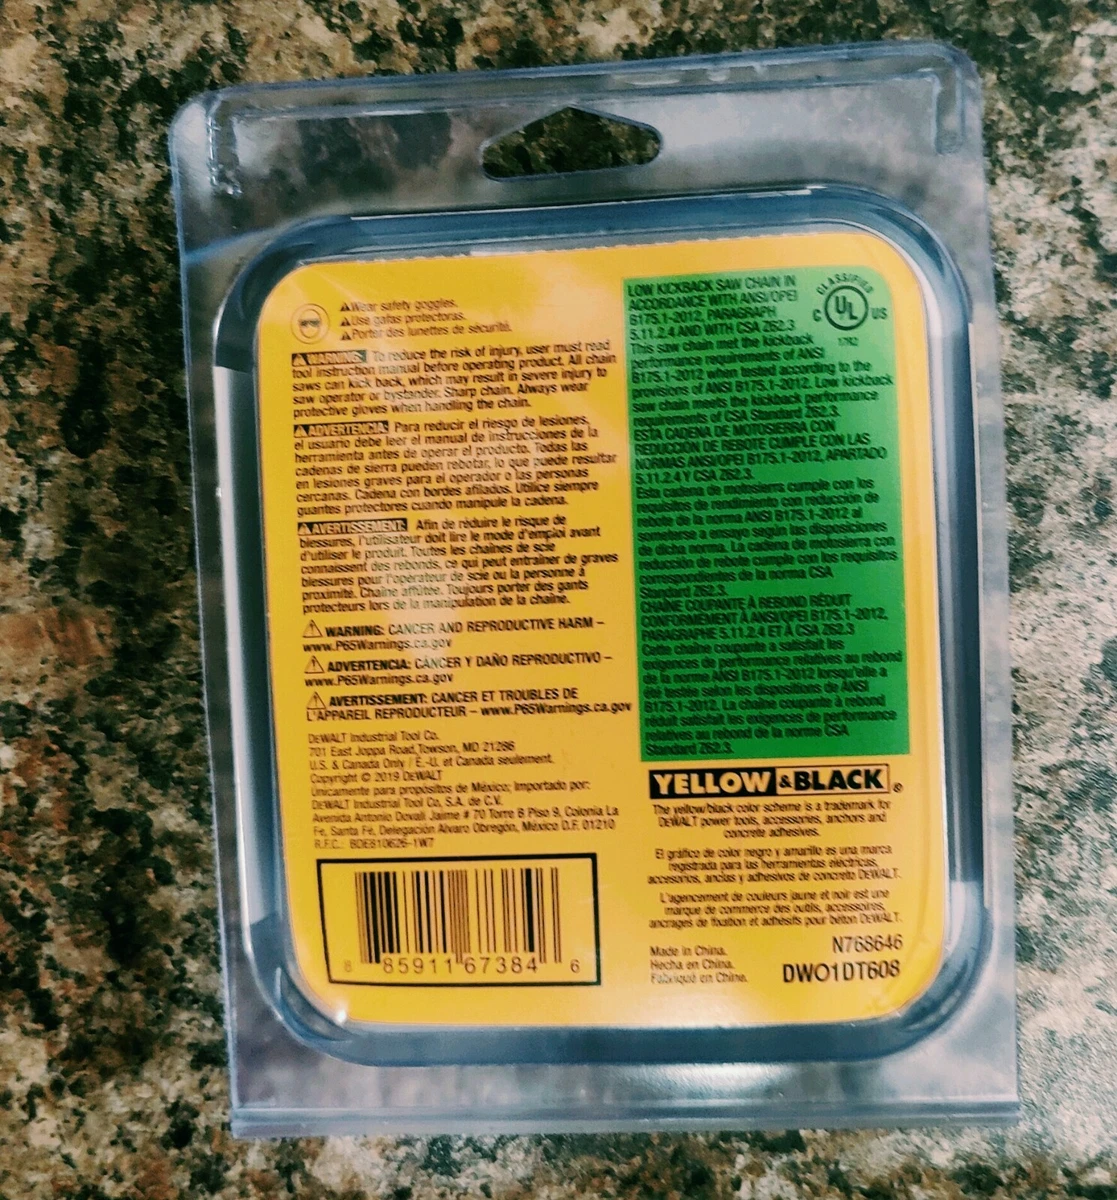 ▲Wear safety goggles.
▲Use gafas protectoras.
▲Porter des lunettes de sécurité.
▲WARNING: To reduce the risk of injury, user must read
tool instruction manual before operating product. All chain
saws can kick back, which may result in severe injury to
saw operator or bystander. Sharp chain. Always wear
protective gloves when handling the chain.
▲ADVERTENCIA: Para reducir el riesgo de lesiones,
el usuario debe leer el manual de instrucciones de la
herramienta antes de operar el producto. Todas las
cadenas de sierra pueden rebotar, lo que puede resultar
en lesiones graves para el operador o las personas
cercanas. Cadena con bordes afilados. Utilice siempre
guantes protectores cuando manipule la cadena.
▲AVERTISSEMENT: Afin de réduire le risque de
blessures, l'utilisateur doit lire le mode d'emploi avant
d'utiliser le produit. Toutes les chaînes de scie
connaissent des rebonds, ce qui peut entraîner de graves
blessures pour l'opérateur de scie ou la personne à
proximité. Chaîne affûtée. Toujours porter des gants
protecteurs lors de la manipulation de la chaîne.
⚠ WARNING: CANCER AND REPRODUCTIVE HARM –
www.P65Warnings.ca.gov
⚠ ADVERTENCIA: CÁNCER Y DAÑO REPRODUCTIVO –
www.P65Warnings.ca.gov
⚠ AVERTISSEMENT: CANCER ET TROUBLES DE
L'APPAREIL REPRODUCTEUR – www.P65Warnings.ca.gov
DEWALT Industrial Tool Co.
701 East Joppa Road, Towson, MD 21286
U.S. & Canada Only / É.-U. et Canada seulement.
Copyright © 2019 DEWALT
Únicamente para propósitos de México; Importado por:
DEWALT Industrial Tool Co, S.A. de C.V.
Avenida Antonio Dovali Jaime # 70 Torre B Piso 9, Colonia La
Fe, Santa Fé, Delegación Alvaro Obregón, México D.F. 01210
R.F.C.: BDE810626-1W7
8 85911 67384 6
LOW KICKBACK SAW CHAIN IN
ACCORDANCE WITH ANSI/OPEI
B175.1-2012, PARAGRAPH
5.11.2.4 AND WITH CSA Z62.3
CLASSIFIED
C UL US
1792
This saw chain met the kickback
performance requirements of ANSI
B175.1-2012 when tested according to the
provisions of ANSI B175.1-2012. Low kickback
saw chain meets the kickback performance
requirements of CSA Standard Z62.3.
ESTA CADENA DE MOTOSIERRA CON
REDUCCIÓN DE REBOTE CUMPLE CON LAS
NORMAS ANSI/OPEI B175.1-2012, APARTADO
5.11.2.4 Y CSA Z62.3.
Esta cadena de motosierra cumple con los
requisitos de rendimiento con reducción de
rebote de la norma ANSI B175.1-2012 al
someterse a ensayo según las disposiciones
de dicha norma. La cadena de motosierra con
reducción de rebote cumple con los requisitos
correspondientes de la norma CSA
Standard Z62.3.
CHAÎNE COUPANTE À REBOND RÉDUIT
CONFORMÉMENT À ANSI/OPEI B175.1-2012,
PARAGRAPHE 5.11.2.4 ET À CSA Z62.3
Cette chaîne coupante a satisfait les
exigences de performance relatives au rebond
de la norme ANSI B175.1-2012 lorsqu'elle a
été testée selon les dispositions de ANSI
B175.1-2012. La chaîne coupante à rebond
réduit satisfait les exigences de performance
relatives au rebond de la norme CSA
Standard Z62.3.
YELLOW & BLACK ®
The yellow/black color scheme is a trademark for
DEWALT power tools, accessories, anchors and
concrete adhesives.
El gráfico de color negro y amarillo es una marca
registrada para las herramientas eléctricas,
accesorios, anclas y adhesivos de concreto DEWALT.
L'agencement de couleurs jaune et noir est une
marque de commerce des outils, accessoires,
ancrages de fixation et adhésifs pour béton DEWALT.
Made in China.
Hecha en China.
Fabriqué en Chine.
N768646
DWO1DT608